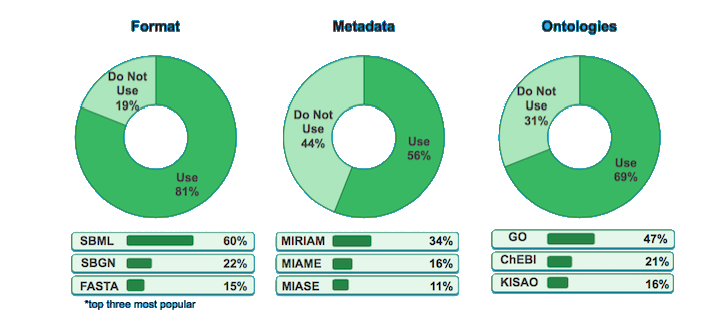 Format
Do Not
Use
19%
Use
81%
SBML 60%
SBGN 22%
FASTA 15%
*top three most popular
Metadata
Do Not
Use
44%
Use
56%
MIRIAM 34%
MIAME 16%
MIASE 11%
Ontologies
Do Not
Use
31%
Use
69%
GO 47%
ChEBI 21%
KISAO 16%